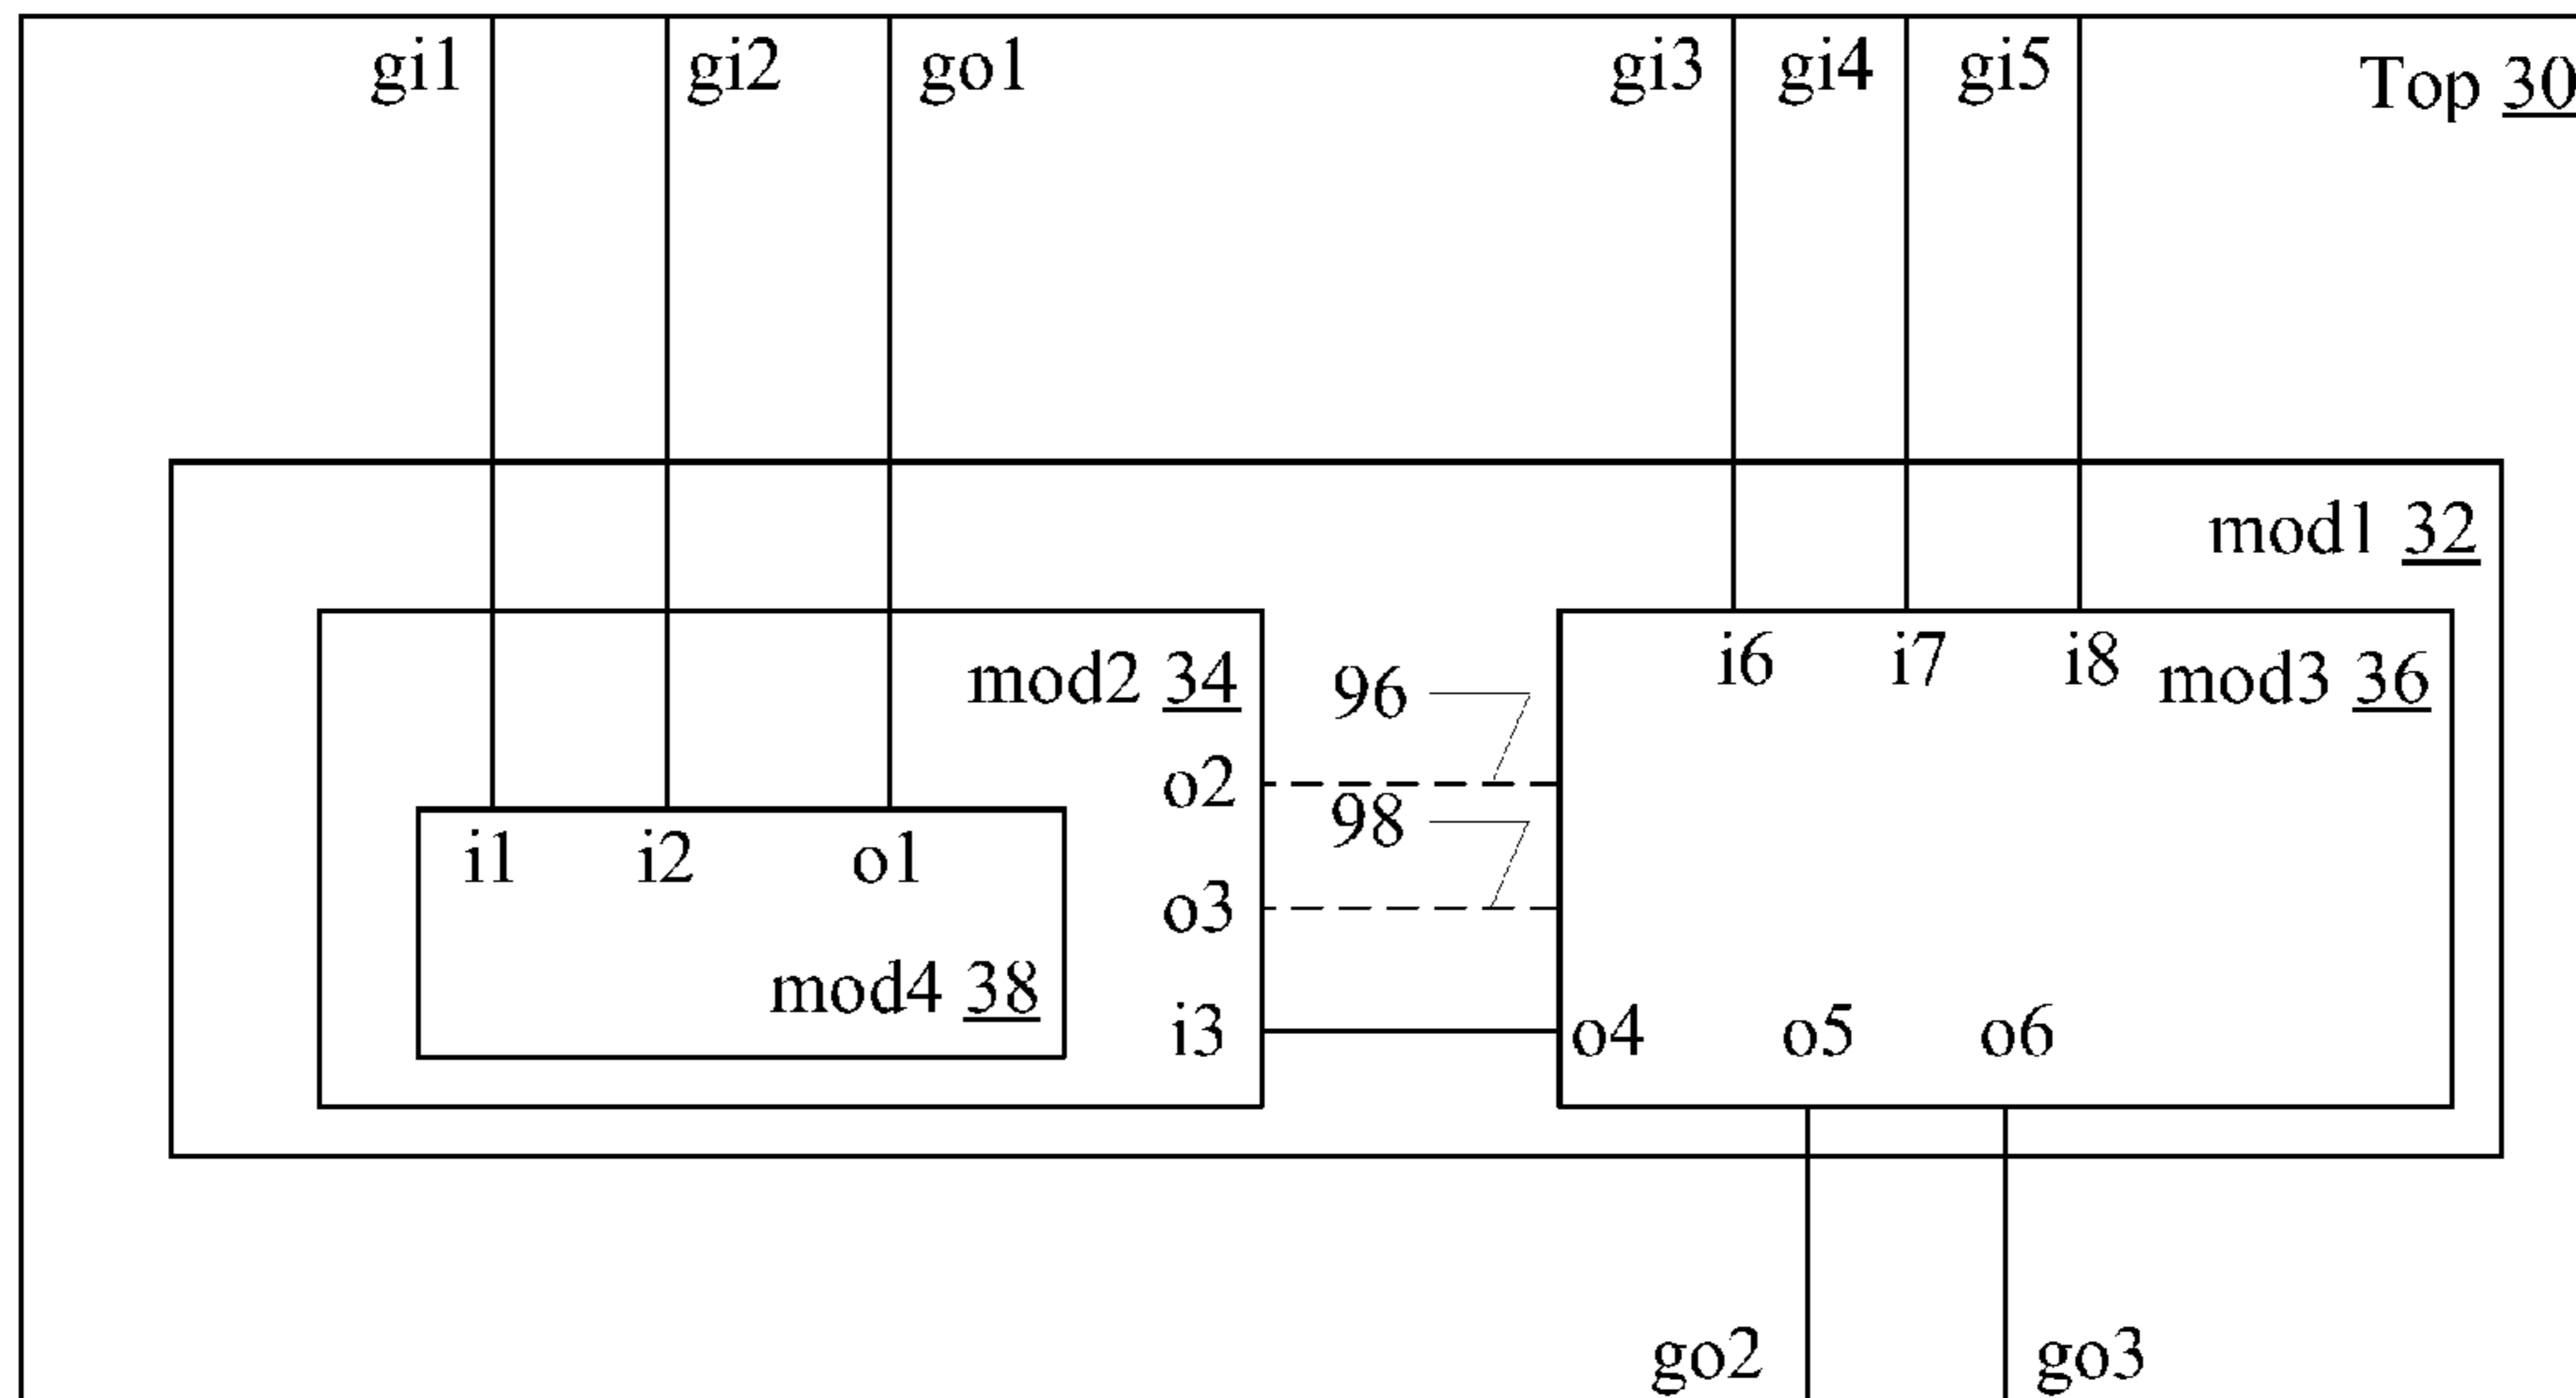 gi1 gi2 go1 gi3 gi4 gi5 Top 30
mod1 32
mod2 34 96 i6 i7 i8 mod3 36
o2
98
i1 i2 o1
o3
mod4 38
i3 o4 o5 o6
go2 go3